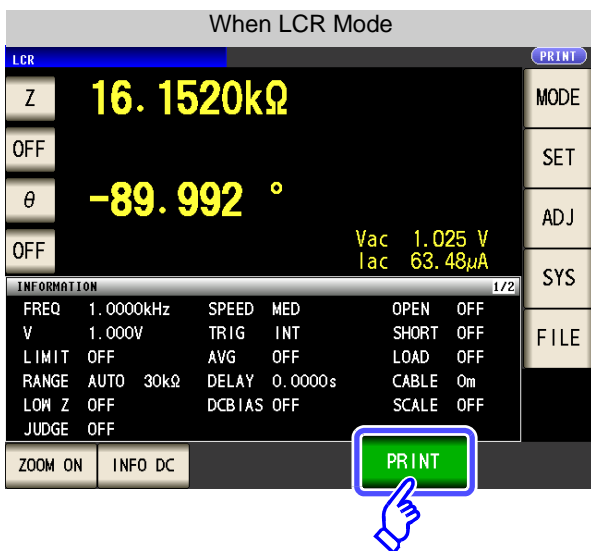 When LCR Mode
LCR
PRINT
Z 16.1520kΩ
MODE
OFF
SET
θ -89.992 °
ADJ
OFF
Vac 1.025 V
Iac 63.48μA
SYS
INFORMATION 1/2
FREQ 1.0000kHz SPEED MED OPEN OFF
V 1.000V TRIG INT SHORT OFF
FILE
LIMIT OFF AVG OFF LOAD OFF
RANGE AUTO 30kΩ DELAY 0.0000s CABLE 0m
LOW Z OFF DCBIAS OFF SCALE OFF
JUDGE OFF
ZOOM ON INFO DC PRINT